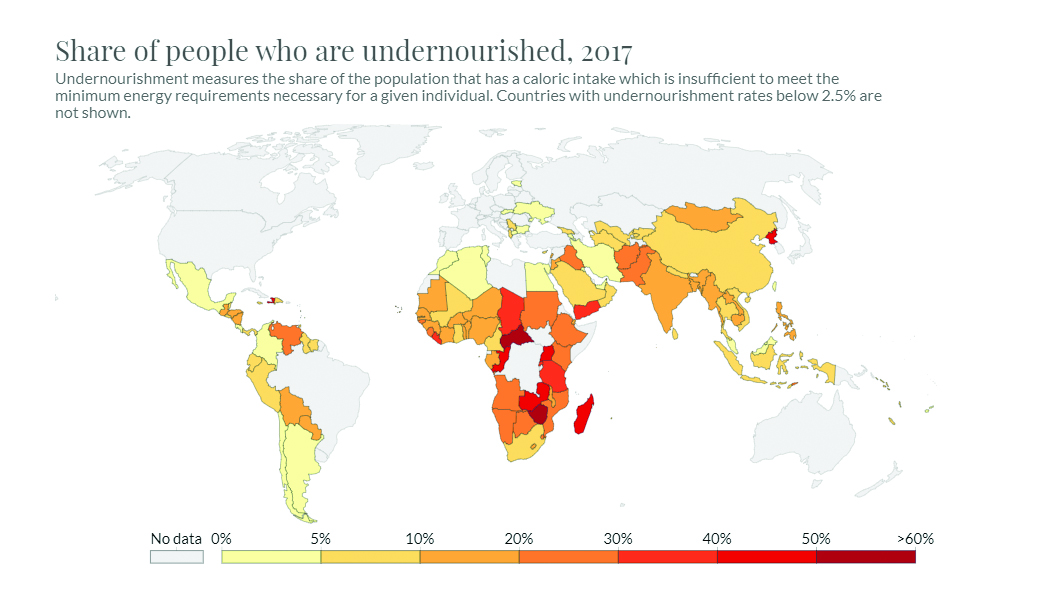 Share of people who are undernourished, 2017
Undernourishment measures the share of the population that has a caloric intake which is insufficient to meet the
minimum energy requirements necessary for a given individual. Countries with undernourishment rates below 2.5% are
not shown.
No data 0% 5% 10% 20% 30% 40% 50% >60%